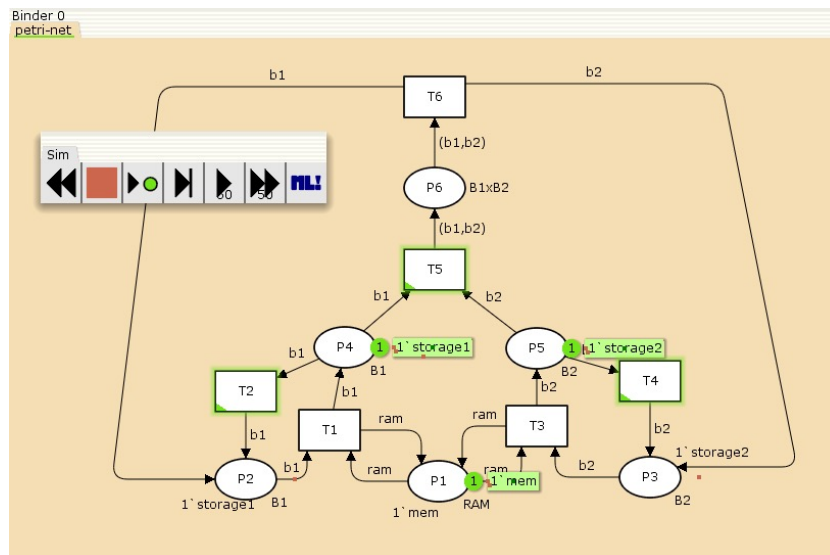 Binder 0
petri-net
b1
b2
T6
Sim
(b1,b2)
60
50
ML!
P6
B1xB2
(b1,b2)
T5
b1
b2
P4
1
1`storage1
P5
1
1`storage2
b1
B1
B2
T2
b1
b2
T4
ram
ram
b1
T1
T3
b2
1`storage2
b1
ram
ram
b2
P2
P1
1
1`mem
P3
1`storage1
B1
1`mem
RAM
B2